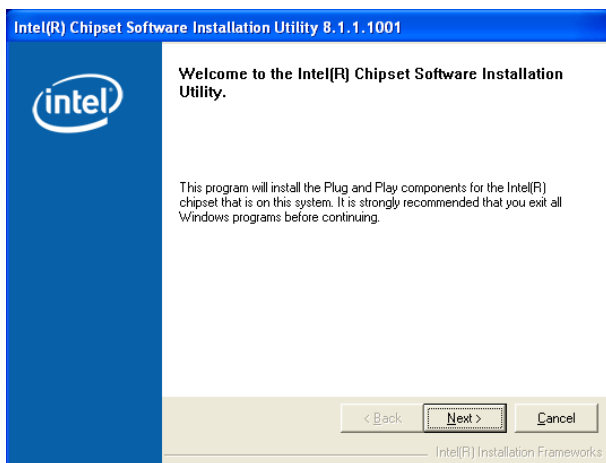 Intel(R) Chipset Software Installation Utility 8.1.1.1001
intel
Welcome to the Intel(R) Chipset Software Installation
Utility.
This program will install the Plug and Play components for the Intel(R)
chipset that is on this system. It is strongly recommended that you exit all
Windows programs before continuing.
< Back
Next >
Cancel
Intel(R) Installation Frameworks